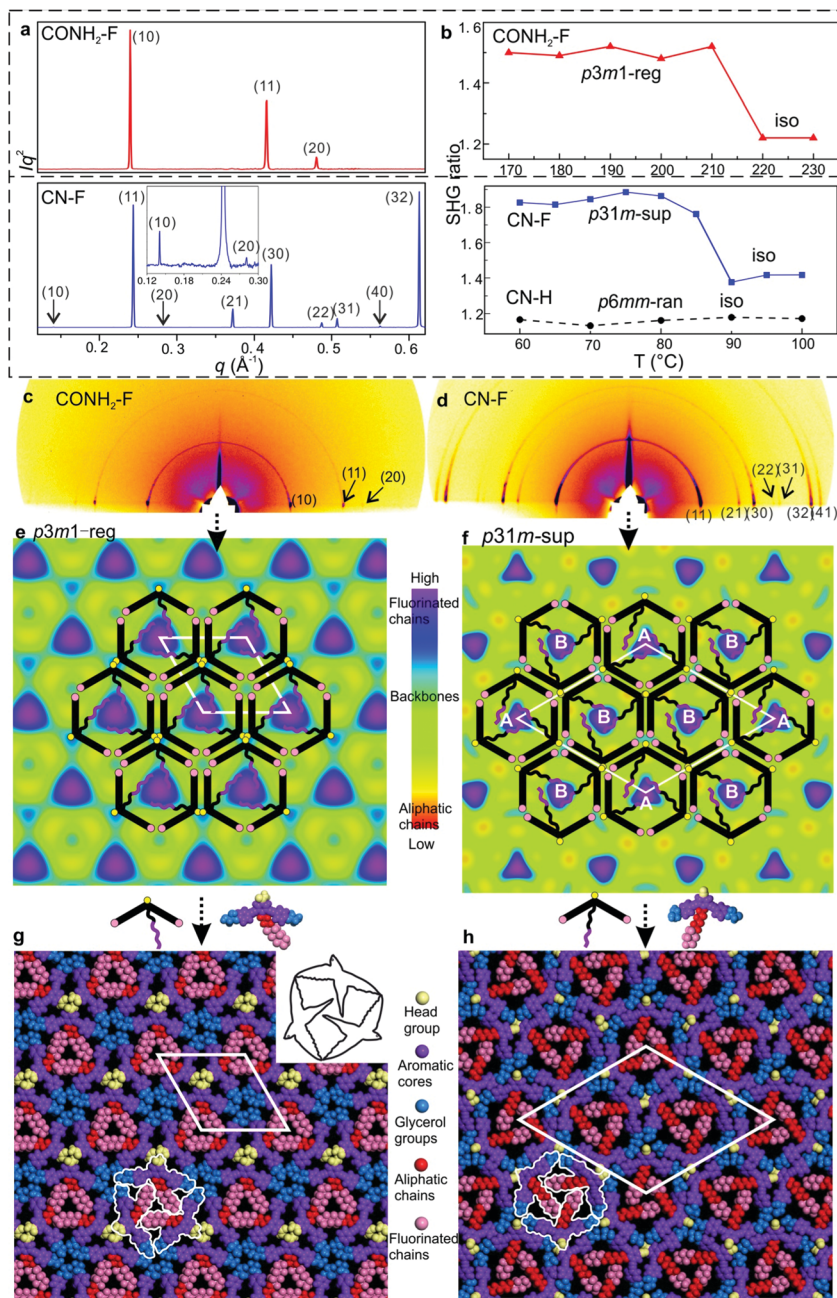 a
CONH₂-F
(10)
(11)
(20)
Iq²
CN-F
(10)
(11)
(20)
(21)
(30)
(22)
(31)
(40)
(32)
(10)
(20)
0.12 0.18 0.24 0.30
0.2 0.3 0.4 0.5 0.6
q (Å⁻¹)
b
CONH₂-F
p3m1-reg
iso
1.6
1.4
1.2
170 180 190 200 210 220 230
SHG ratio
CN-F
p31m-sup
iso
CN-H
p6mm-ran
iso
1.8
1.6
1.4
1.2
60 70 80 90 100
T (°C)
c CONH₂-F
(10)
(11)
(20)
d CN-F
(22) (31)
(11)
(21)(30)
(32)(41)
e p3m1-reg
High
Fluorinated
chains
Backbones
Aliphatic
chains
Low
f p31m-sup
B A B
A B B A
B A B
g
Head
group
Aromatic
cores
Glycerol
groups
Aliphatic
chains
Fluorinated
chains
h